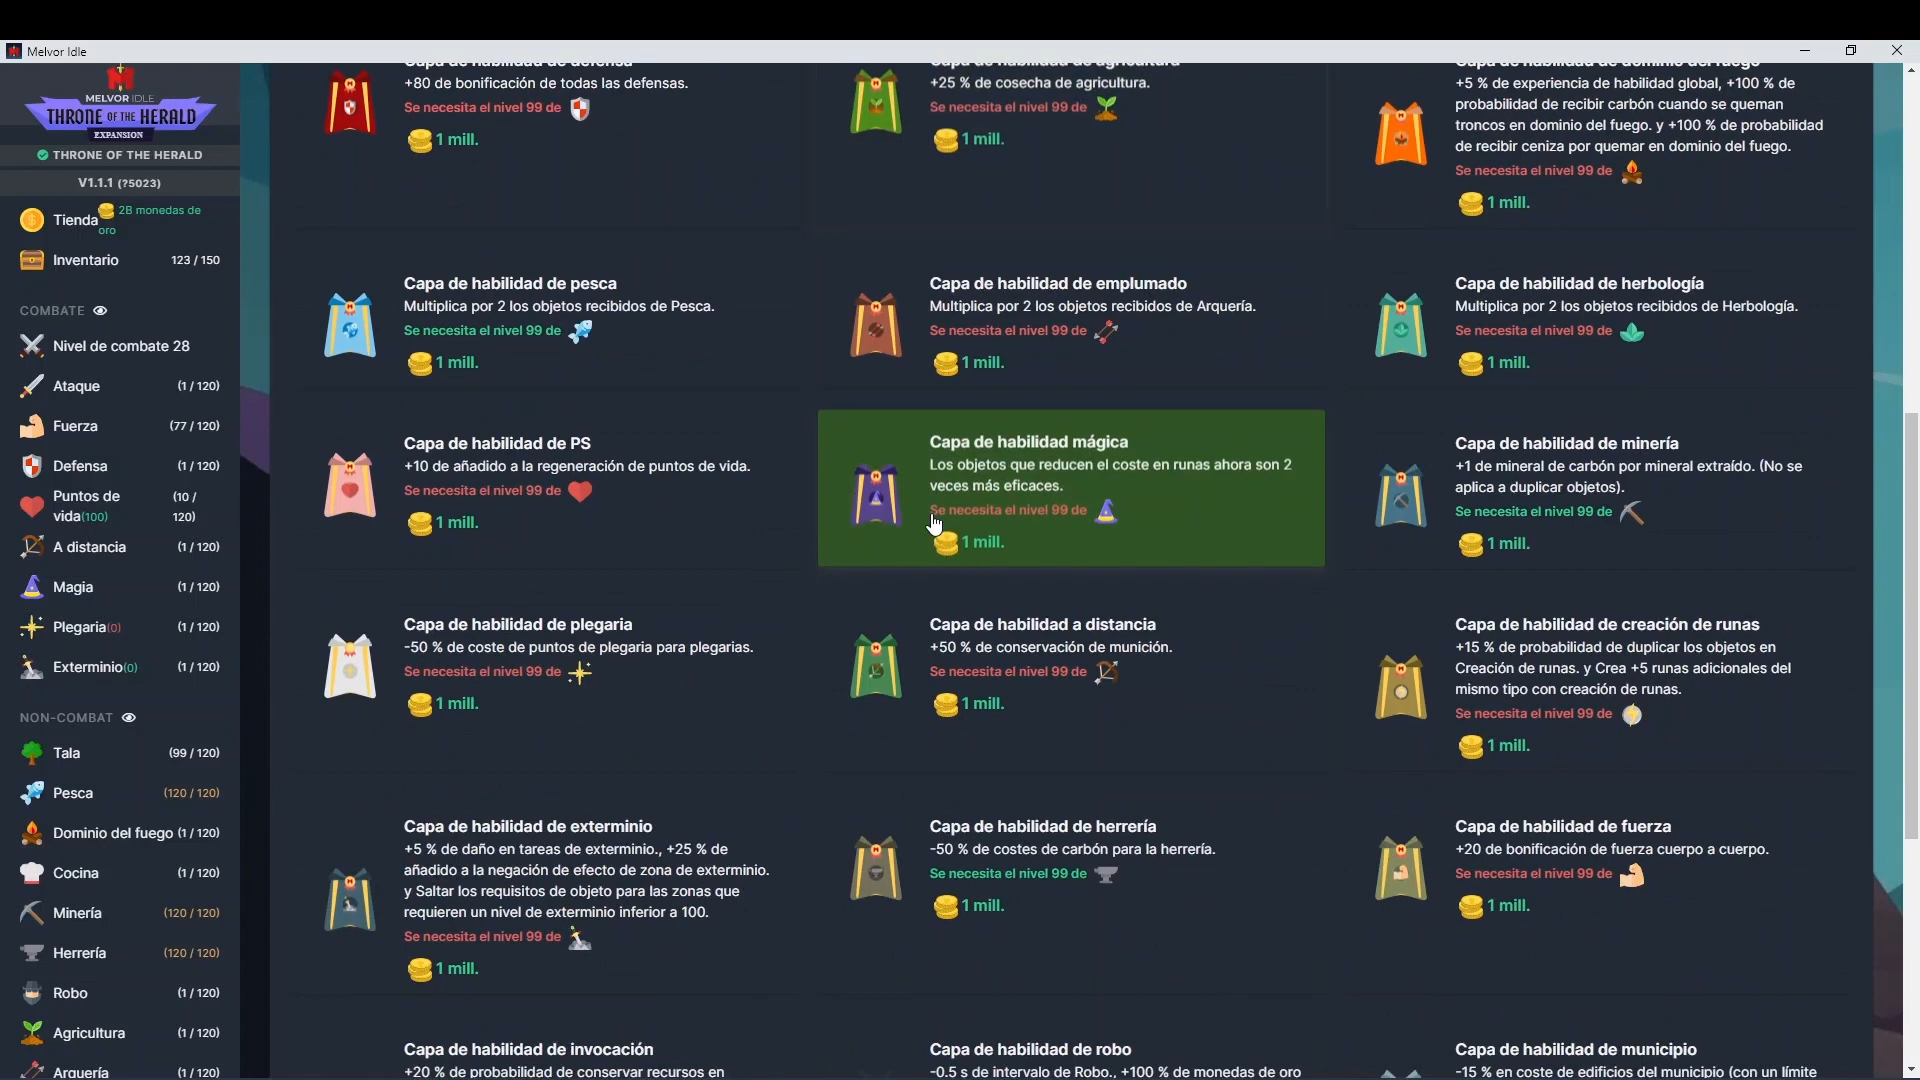 Melvor Idle
MELVOR IDLE
THRONE OF THE HERALD
EXPANSION
THRONE OF THE HERALD
V1.1.1 (?5023)
Tienda 2B monedas de
oro
Inventario 123 / 150
COMBATE
Nivel de combate 28
Ataque (1 / 120)
Fuerza (77 / 120)
Defensa (1 / 120)
Puntos de (10 /
vida(100) 120)
A distancia (1 / 120)
Magia (1 / 120)
Plegaria(0) (1 / 120)
Exterminio(0) (1 / 120)
NON-COMBAT
Tala (99 / 120)
Pesca (120 / 120)
Dominio del fuego (1 / 120)
Cocina (1 / 120)
Minería (120 / 120)
Herrería (120 / 120)
Robo (1 / 120)
Agricultura (1 / 120)
Arquería (1 / 120)
Capa de habilidad de defensa
+80 de bonificación de todas las defensas.
Se necesita el nivel 99 de
1 mill.
Capa de habilidad de agricultura
+25 % de cosecha de agricultura.
Se necesita el nivel 99 de
1 mill.
Capa de habilidad de dominio del fuego
+5 % de experiencia de habilidad global, +100 % de
probabilidad de recibir carbón cuando se queman
troncos en dominio del fuego. y +100 % de probabilidad
de recibir ceniza por quemar en dominio del fuego.
Se necesita el nivel 99 de
1 mill.
Capa de habilidad de pesca
Multiplica por 2 los objetos recibidos de Pesca.
Se necesita el nivel 99 de
1 mill.
Capa de habilidad de emplumado
Multiplica por 2 los objetos recibidos de Arquería.
Se necesita el nivel 99 de
1 mill.
Capa de habilidad de herbología
Multiplica por 2 los objetos recibidos de Herbología.
Se necesita el nivel 99 de
1 mill.
Capa de habilidad de PS
+10 de añadido a la regeneración de puntos de vida.
Se necesita el nivel 99 de
1 mill.
Capa de habilidad mágica
Los objetos que reducen el coste en runas ahora son 2
veces más eficaces.
Se necesita el nivel 99 de
1 mill.
Capa de habilidad de minería
+1 de mineral de carbón por mineral extraído. (No se
aplica a duplicar objetos).
Se necesita el nivel 99 de
1 mill.
Capa de habilidad de plegaria
-50 % de coste de puntos de plegaria para plegarias.
Se necesita el nivel 99 de
1 mill.
Capa de habilidad a distancia
+50 % de conservación de munición.
Se necesita el nivel 99 de
1 mill.
Capa de habilidad de creación de runas
+15 % de probabilidad de duplicar los objetos en
Creación de runas. y Crea +5 runas adicionales del
mismo tipo con creación de runas.
Se necesita el nivel 99 de
1 mill.
Capa de habilidad de exterminio
+5 % de daño en tareas de exterminio., +25 % de
añadido a la negación de efecto de zona de exterminio.
y Saltar los requisitos de objeto para las zonas que
requieren un nivel de exterminio inferior a 100.
Se necesita el nivel 99 de
1 mill.
Capa de habilidad de herrería
-50 % de costes de carbón para la herrería.
Se necesita el nivel 99 de
1 mill.
Capa de habilidad de fuerza
+20 de bonificación de fuerza cuerpo a cuerpo.
Se necesita el nivel 99 de
1 mill.
Capa de habilidad de invocación
+20 % de probabilidad de conservar recursos en
Capa de habilidad de robo
-0.5 s de intervalo de Robo., +100 % de monedas de oro
Capa de habilidad de municipio
-15 % en coste de edificios del municipio (con un límite